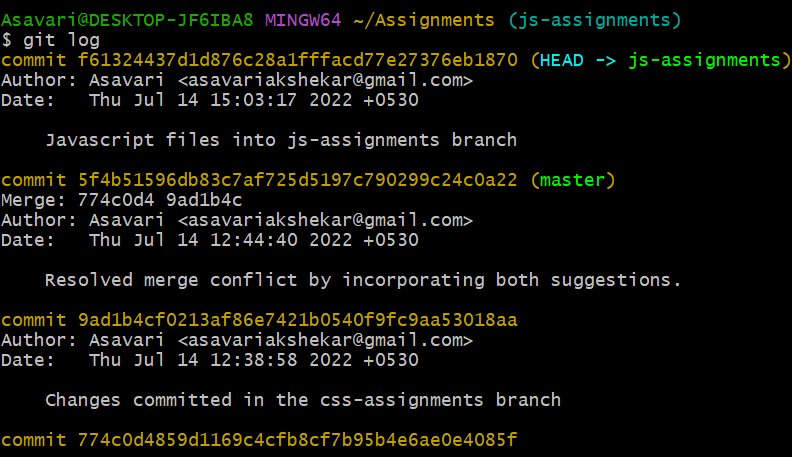 Asavari@DESKTOP-JF6IBA8 MINGW64 ~/Assignments (js-assignments)
$ git log
commit f61324437d1d876c28a1fffacd77e27376eb1870 (HEAD -> js-assignments)
Author: Asavari <asavariakshekar@gmail.com>
Date:   Thu Jul 14 15:03:17 2022 +0530
    Javascript files into js-assignments branch
commit 5f4b51596db83c7af725d5197c790299c24c0a22 (master)
Merge: 774c0d4 9ad1b4c
Author: Asavari <asavariakshekar@gmail.com>
Date:   Thu Jul 14 12:44:40 2022 +0530
    Resolved merge conflict by incorporating both suggestions.
commit 9ad1b4cf0213af86e7421b0540f9fc9aa53018aa
Author: Asavari <asavariakshekar@gmail.com>
Date:   Thu Jul 14 12:38:58 2022 +0530
    Changes committed in the css-assignments branch
commit 774c0d4859d1169c4cfb8cf7b95b4e6ae0e4085f